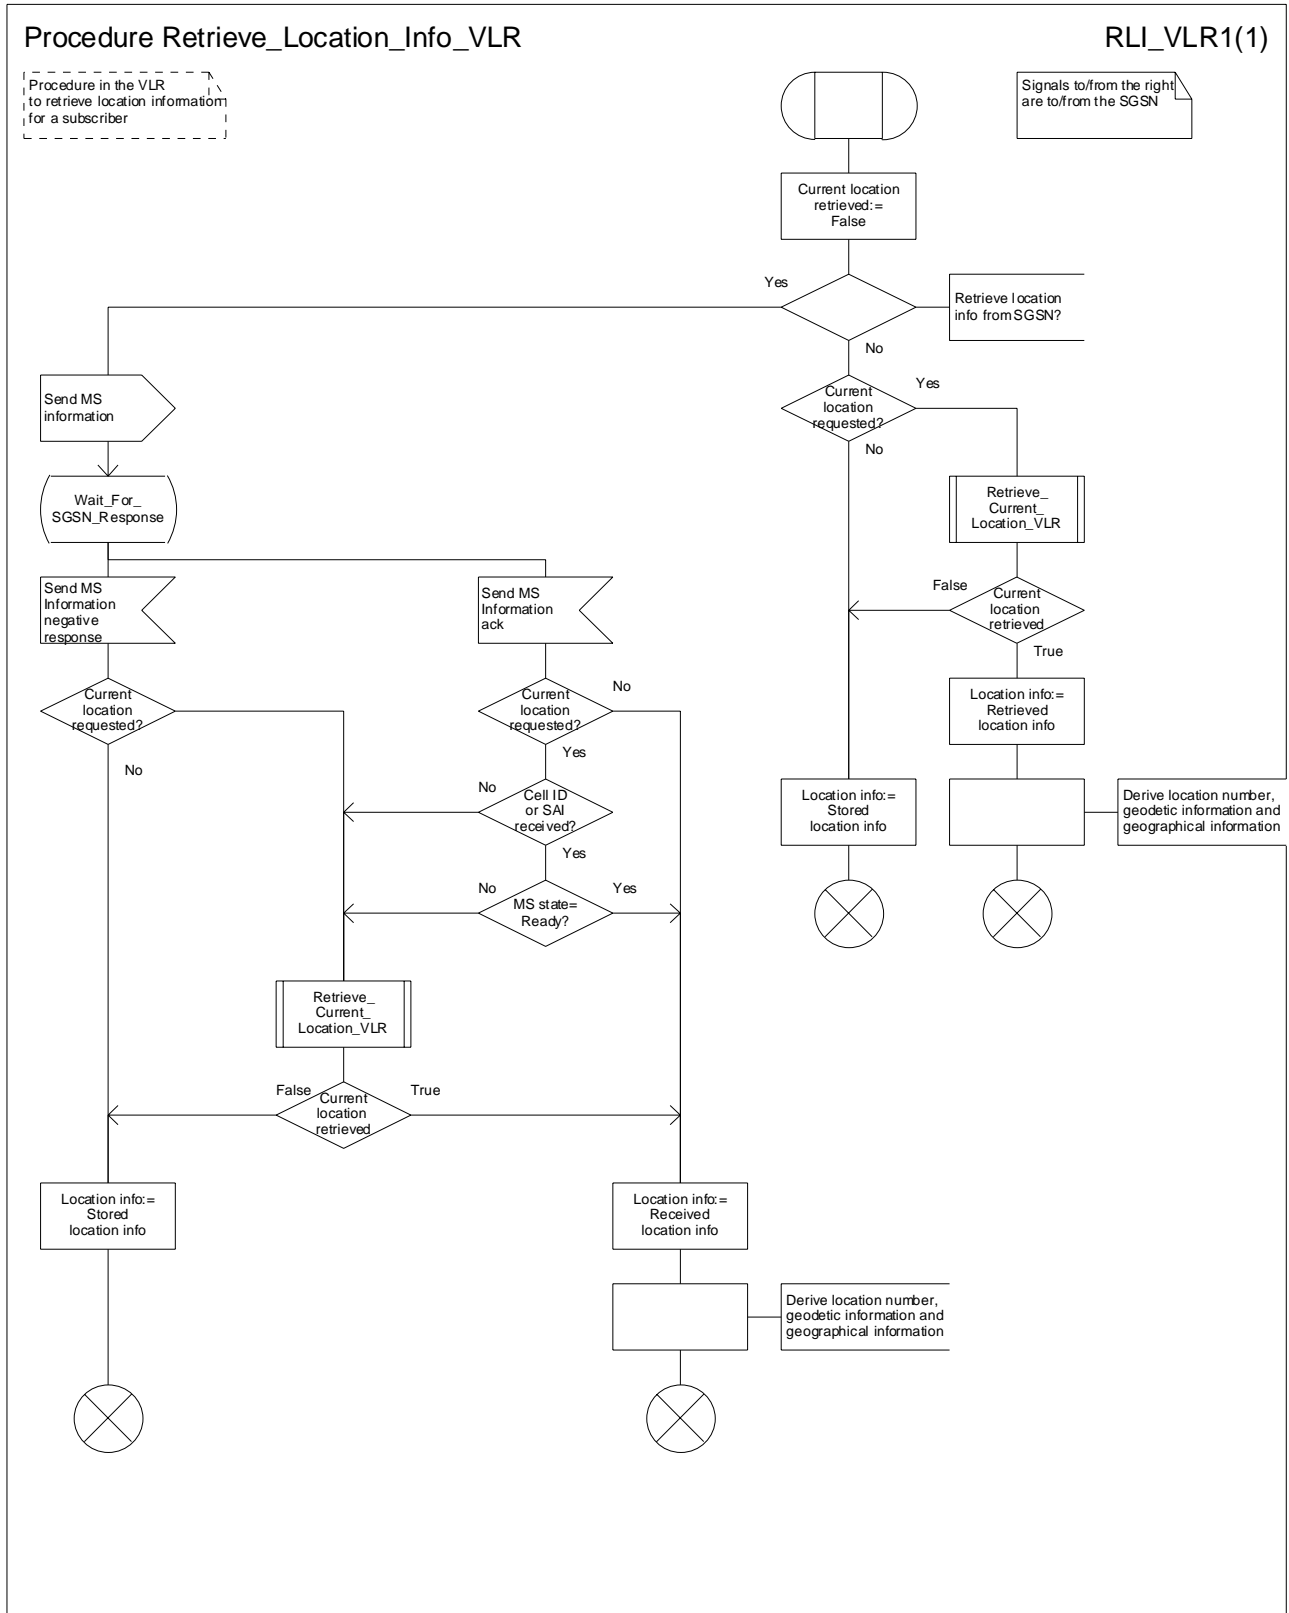 Procedure Retrieve_Location_Info_VLR
RLI_VLR1(1)
Procedure in the VLR
to retrieve location information
for a subscriber
Signals to/from the right
are to/from the SGSN
Current location
retrieved:=
False
Yes
Retrieve location
info from SGSN?
No
Current
location
requested?
Yes
No
Send MS
information
Wait_For_
SGSN_Response
Retrieve_
Current_
Location_VLR
Send MS
Information
negative
response
Send MS
Information
ack
False
Current
location
retrieved
True
Current
location
requested?
No
Current
location
requested?
No
Yes
Location info:=
Retrieved
location info
No
Cell ID
or SAI
received?
Yes
Location info:=
Stored
location info
Derive location number,
geodetic information and
geographical information
No
MS state=
Ready?
Yes
Retrieve_
Current_
Location_VLR
False
Current
location
retrieved
True
Location info:=
Stored
location info
Location info:=
Received
location info
Derive location number,
geodetic information and
geographical information